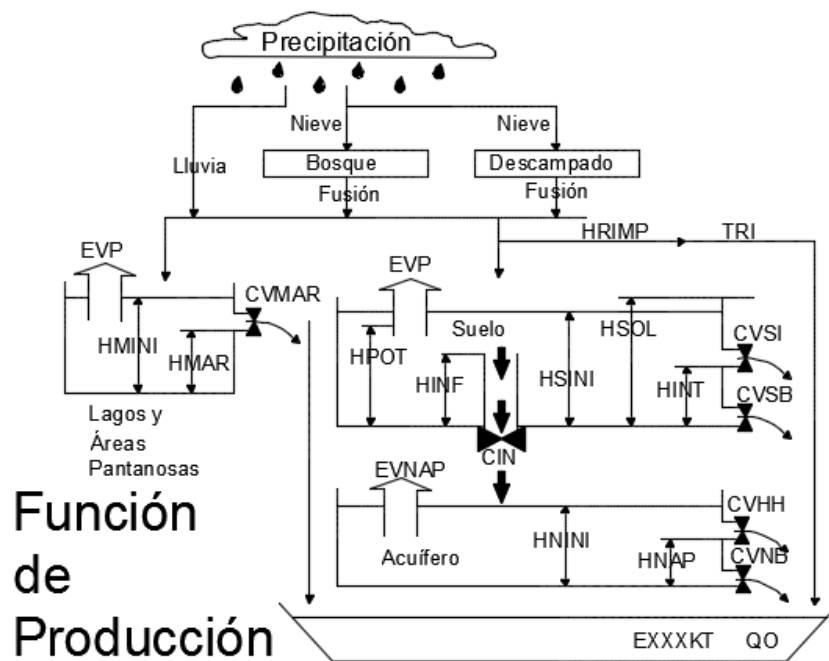 Precipitación
Nieve
Nieve
Lluvia
Bosque
Descampado
Fusión
Fusión
HRIMP
TRI
EVP
EVP
CVMAR
HMINI
HMAR
Suelo
HPOT
HINF
HSINI
HSOL
HINT
CVSI
CVSB
Lagos y
Áreas
Pantanosas
CIN
EVNAP
CVHH
Acuífero
HNINI
HNAP
CVNB
Función
de
Producción
EXXXKT QO